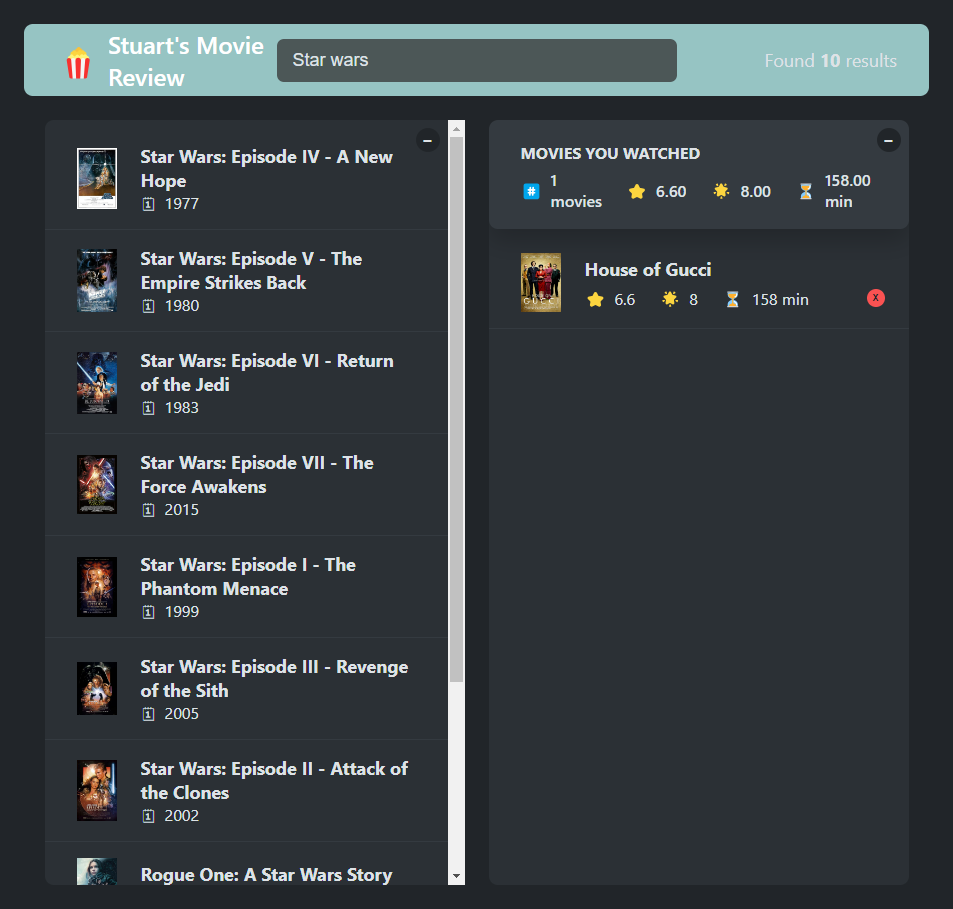 Stuart's Movie
Review
Star wars
Found 10 results
Star Wars: Episode IV - A New
Hope
1977
Star Wars: Episode V - The
Empire Strikes Back
1980
Star Wars: Episode VI - Return
of the Jedi
1983
Star Wars: Episode VII - The
Force Awakens
2015
Star Wars: Episode I - The
Phantom Menace
1999
Star Wars: Episode III - Revenge
of the Sith
2005
Star Wars: Episode II - Attack of
the Clones
2002
Rogue One: A Star Wars Story
MOVIES YOU WATCHED
# 1
movies
6.60
8.00
158.00
min
House of Gucci
6.6 8 158 min X
GUCCI